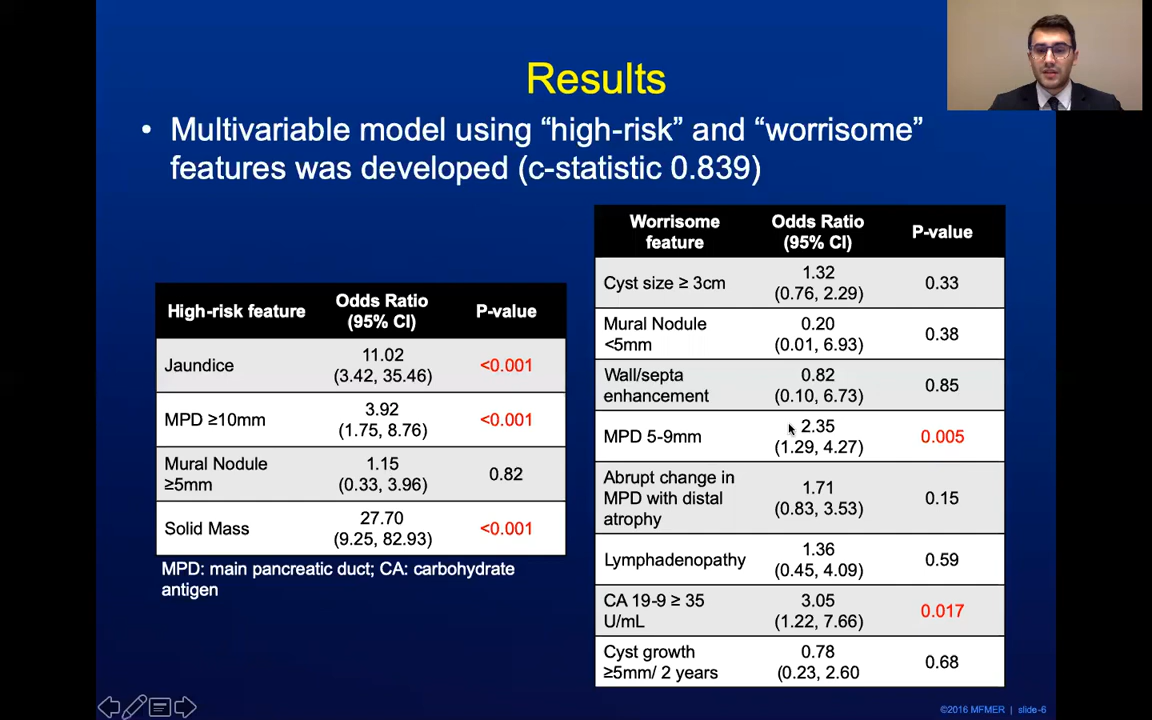 Results
• Multivariable model using “high-risk” and “worrisome”
features was developed (c-statistic 0.839)
High-risk feature
Odds Ratio
(95% CI)
P-value
Jaundice
11.02
(3.42, 35.46)
<0.001
MPD ≥10mm
3.92
(1.75, 8.76)
<0.001
Mural Nodule
≥5mm
1.15
(0.33, 3.96)
0.82
Solid Mass
27.70
(9.25, 82.93)
<0.001
MPD: main pancreatic duct; CA: carbohydrate
antigen
Worrisome
feature
Odds Ratio
(95% CI)
P-value
Cyst size ≥ 3cm
1.32
(0.76, 2.29)
0.33
Mural Nodule
<5mm
0.20
(0.01, 6.93)
0.38
Wall/septa
enhancement
0.82
(0.10, 6.73)
0.85
MPD 5-9mm
2.35
(1.29, 4.27)
0.005
Abrupt change in
MPD with distal
atrophy
1.71
(0.83, 3.53)
0.15
Lymphadenopathy
1.36
(0.45, 4.09)
0.59
CA 19-9 ≥ 35
U/mL
3.05
(1.22, 7.66)
0.017
Cyst growth
≥5mm/ 2 years
0.78
(0.23, 2.60
0.68
©2016 MFMER | slide-6